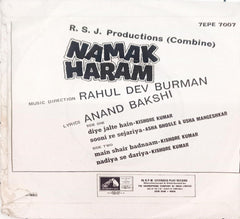 7EPE 7007
R. S. J. Productions (Combine)
NAMAK
HARAM
MUSIC DIRECTION RAHUL DEV BURMAN
LYRICS ANAND BAKSHI
SIDE ONE
diye jalte hain-KISHORE KUMAR
sooni re sejariya-ASHA BHOSLE & USHA MANGESHKAR
SIDE TWO
main shair badnaam-KISHORE KUMAR
nadiya se dariya-KISHORE KUMAR